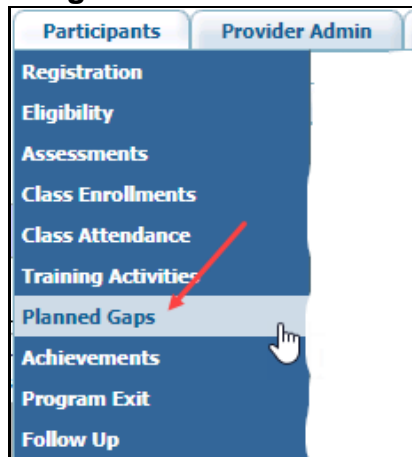 Participants Provider Admin
Registration
Eligibility
Assessments
Class Enrollments
Class Attendance
Training Activities
Planned Gaps
Achievements
Program Exit
Follow Up